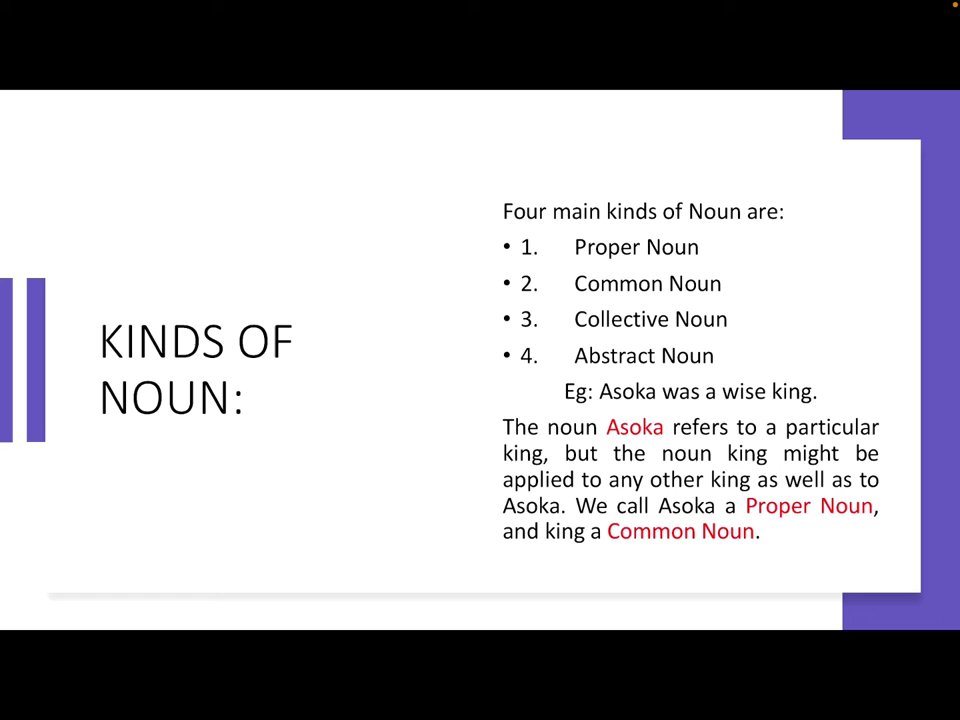 KINDS OF
NOUN:
Four main kinds of Noun are:
• 1. Proper Noun
• 2. Common Noun
• 3. Collective Noun
• 4. Abstract Noun
Eg: Asoka was a wise king.
The noun Asoka refers to a particular
king, but the noun king might be
applied to any other king as well as to
Asoka. We call Asoka a Proper Noun,
and king a Common Noun.